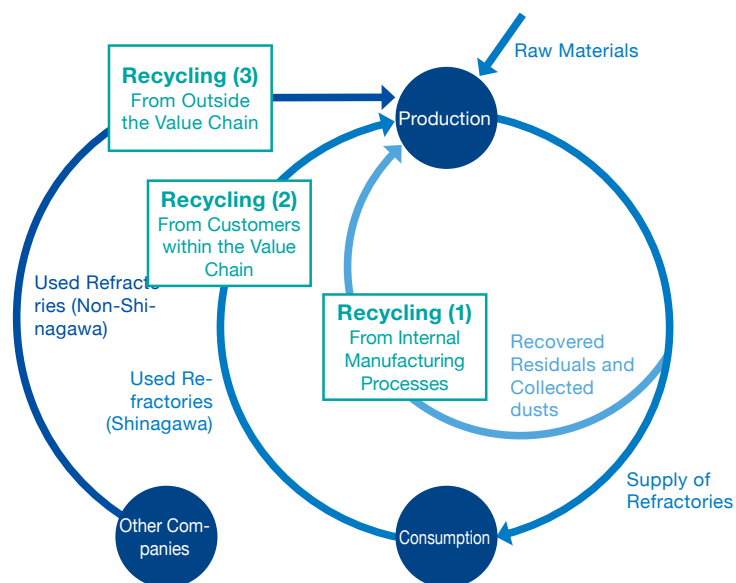 Raw Materials
Recycling (3)
From Outside
the Value Chain
Production
Recycling (2)
From Customers
within the Value
Chain
Used Refracto-
ries (Non-Shi-
nagawa)
Recycling (1)
From Internal
Manufacturing
Processes
Recovered
Residuals and
Collected
dusts
Used Re-
fractories
(Shinagawa)
Supply of
Refractories
Other Com-
panies
Consumption